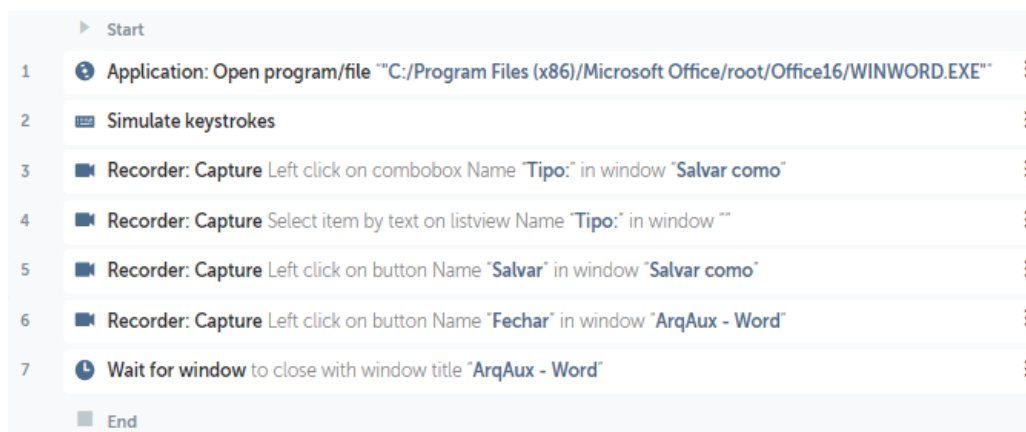 Start
1 Application: Open program/file ""C:/Program Files (x86)/Microsoft Office/root/Office16/WINWORD.EXE""
2 Simulate keystrokes
3 Recorder: Capture Left click on combobox Name "Tipo:" in window "Salvar como"
4 Recorder: Capture Select item by text on listview Name "Tipo:" in window ""
5 Recorder: Capture Left click on button Name "Salvar" in window "Salvar como"
6 Recorder: Capture Left click on button Name "Fechar" in window "ArqAux - Word"
7 Wait for window to close with window title "ArqAux - Word"
End